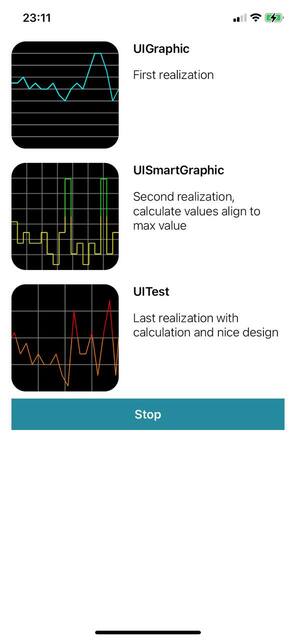 23:11
UIGraphic
First realization
UISmartGraphic
Second realization,
calculate values align to
max value
UITest
Last realization with
calculation and nice design
Stop